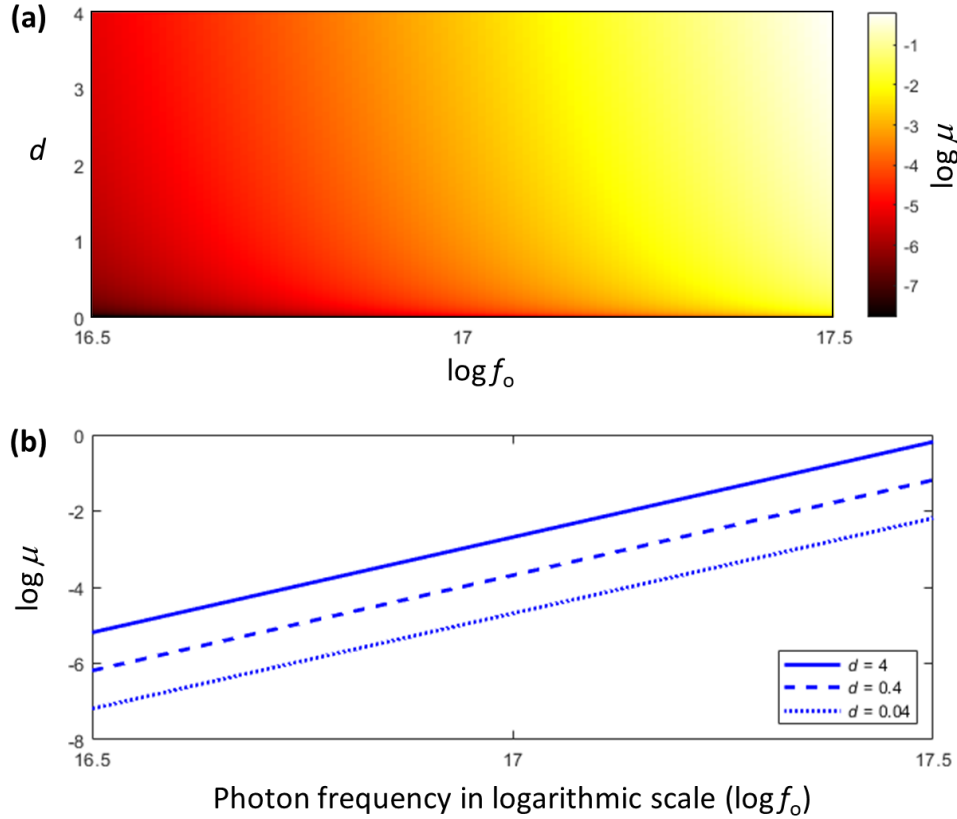 (a)
4
3
2
1
0
d
16.5
17
17.5
log f₀
-1
-2
-3
-4
-5
-6
-7
log μ
(b)
0
-2
-4
-6
-8
log μ
d = 4
d = 0.4
d = 0.04
16.5
17
17.5
Photon frequency in logarithmic scale (log f₀)